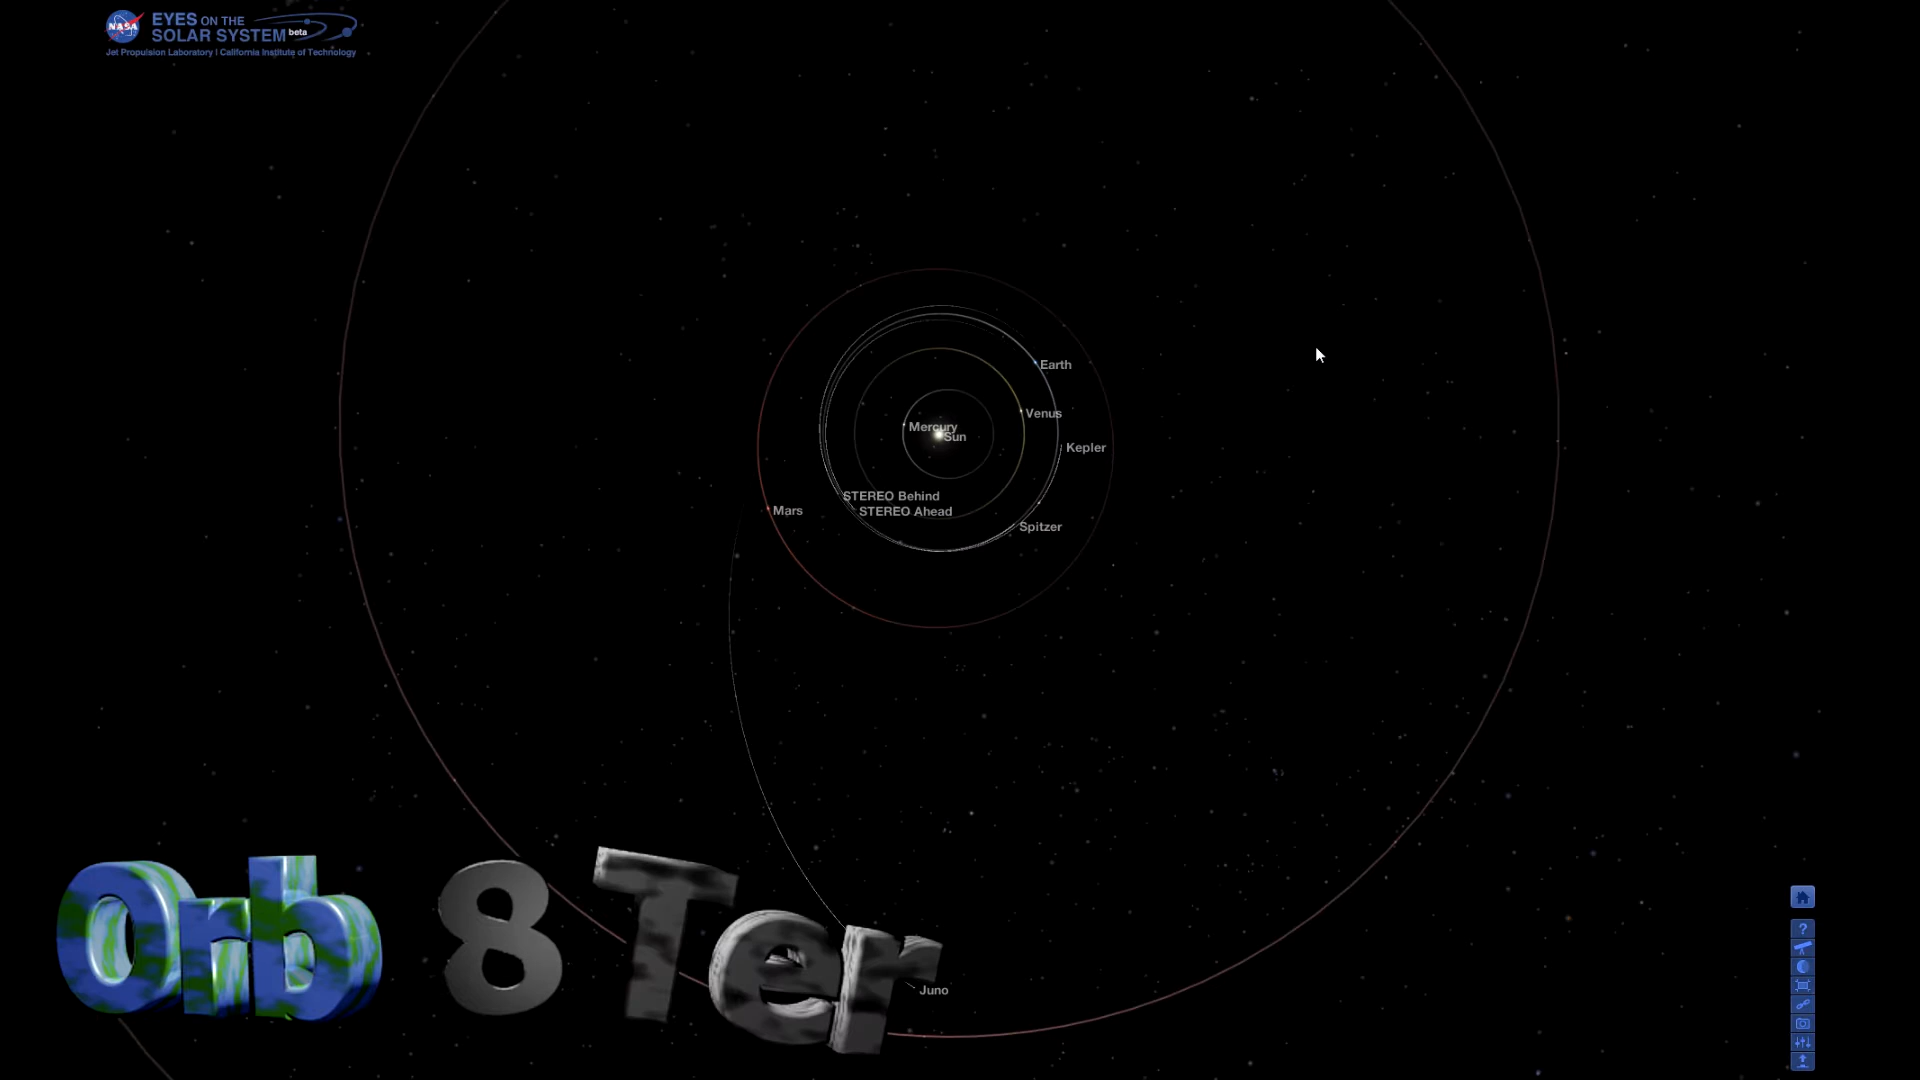 NASA
EYES ON THE
SOLAR SYSTEM beta
Jet Propulsion Laboratory | California Institute of Technology
Earth
Venus
Mercury
Sun
Kepler
STEREO Behind
STEREO Ahead
Mars
Spitzer
Orb 8 Ter
Juno
?